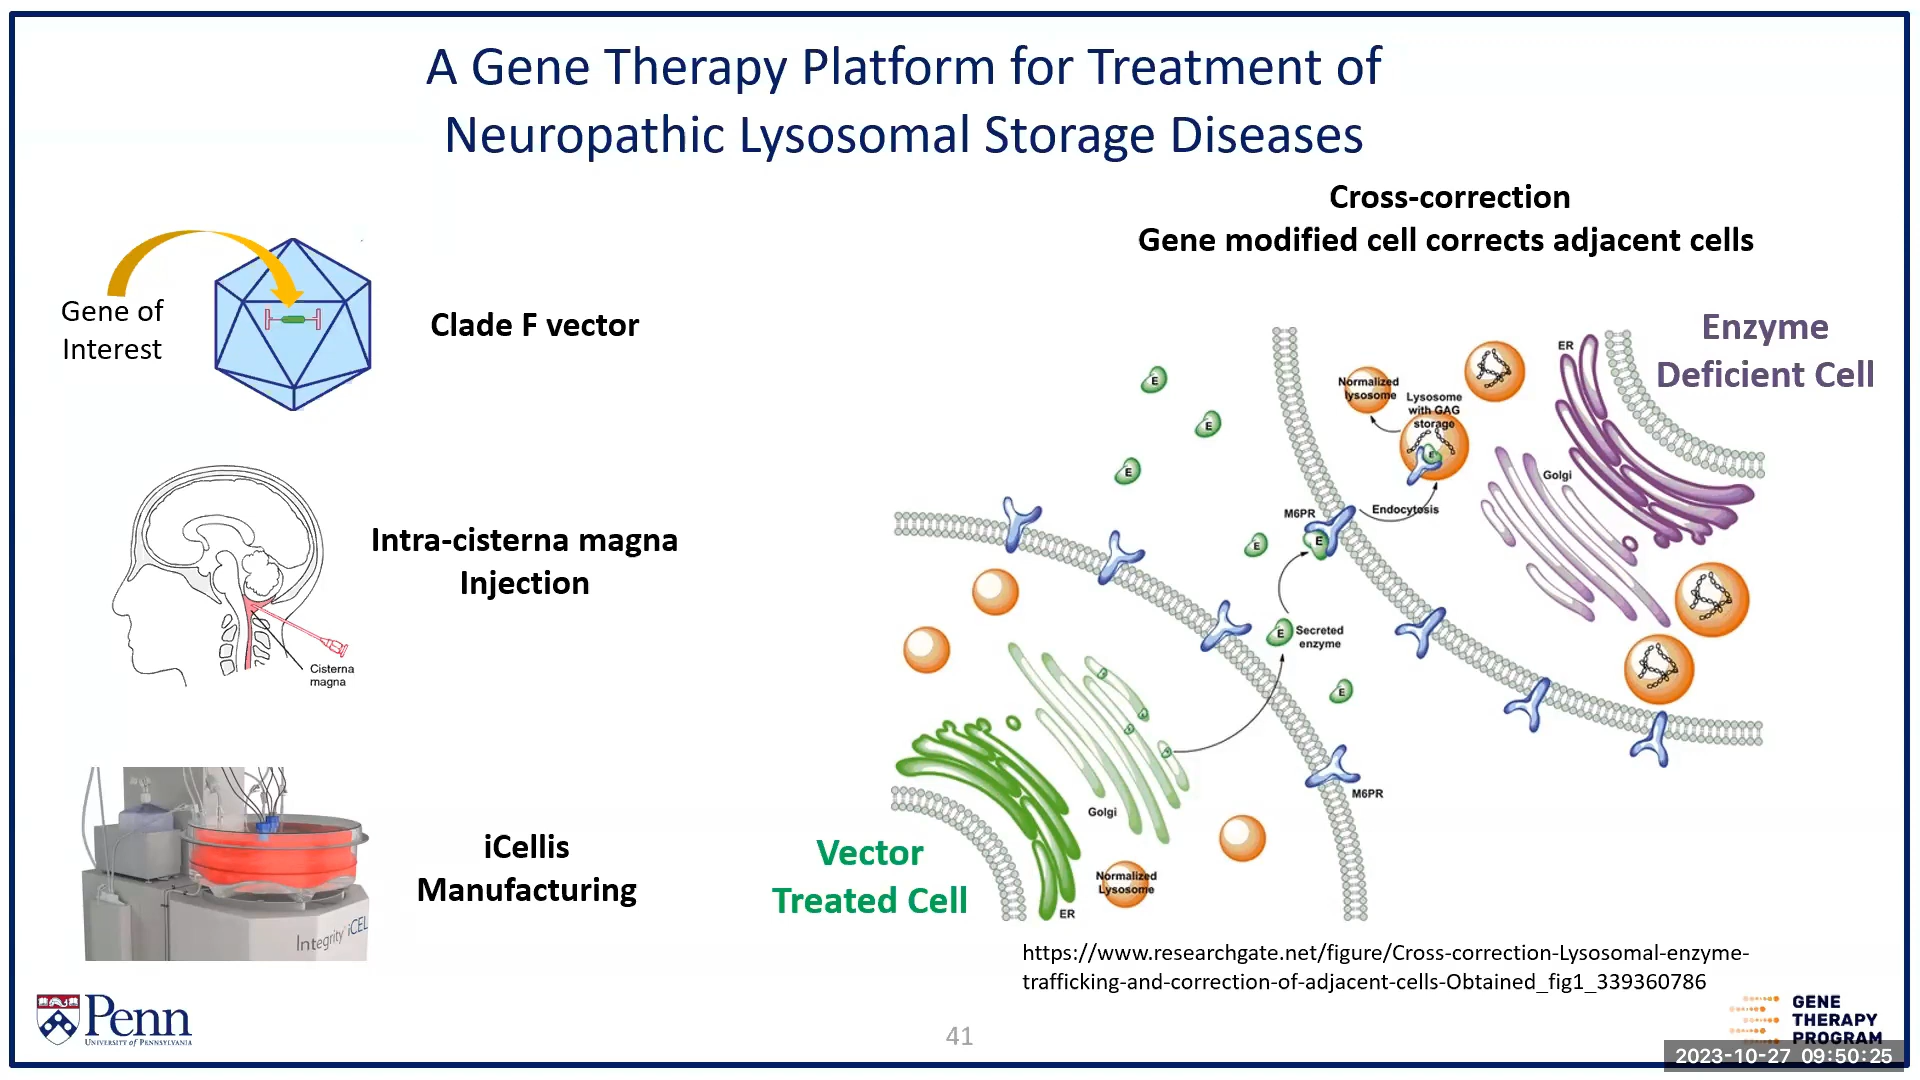 A Gene Therapy Platform for Treatment of
Neuropathic Lysosomal Storage Diseases
Gene of
Interest
Clade F vector
Intra-cisterna magna
Injection
Cisterna
magna
iCellis
Manufacturing
Integrity iCEL
Cross-correction
Gene modified cell corrects adjacent cells
Enzyme
Deficient Cell
ER
Normalized
lysosome
Lysosome
with GAG
storage
E
Golgi
Endocytosis
M6PR
E
E
E
E
E
E
Secreted
enzyme
E
M6PR
Golgi
Vector
Treated Cell
Normalized
Lysosome
ER
https://www.researchgate.net/figure/Cross-correction-Lysosomal-enzyme-
trafficking-and-correction-of-adjacent-cells-Obtained_fig1_339360786
Penn
UNIVERSITY OF PENNSYLVANIA
41
GENE
THERAPY
PROGRAM
2023-10-27 09:50:25